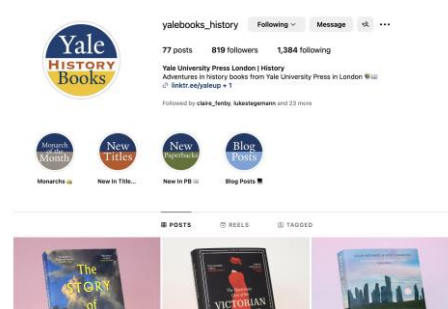 Yale
HISTORY
Books
yalebooks_history
Following
Message
77 posts
819 followers
1,384 following
Yale University Press London | History
Adventures in history books from Yale University Press in London
linktr.ee/yaleup + 1
Followed by claire_fenby, lukestegemann and 23 more
Monarch
of the
Month
New
Titles
New
Paperbacks
Blog
Posts
Monarchs
New In Title...
New In PB
Blog Posts
POSTS
REELS
TAGGED
The
STORY
of
VICTORIAN